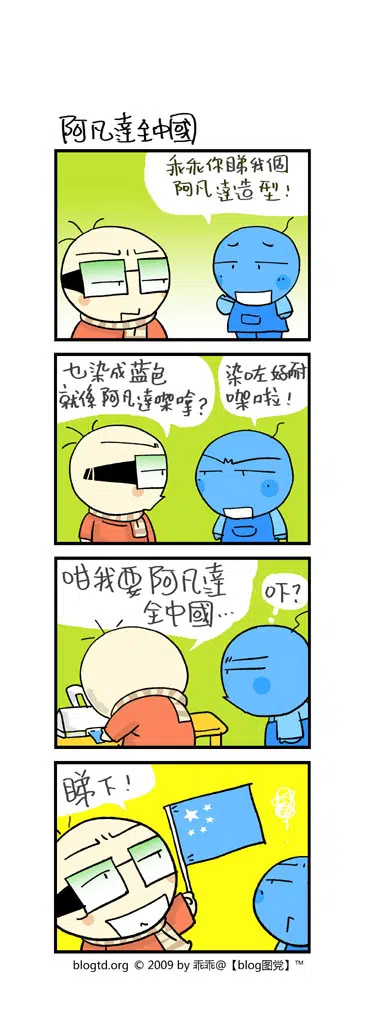 阿凡達全中國
乖乖你睇我個
阿凡達造型!
乜染成蓝色
就係阿凡達㗎嗱?
染咗好耐
㗎啦!
咁我要阿凡達
全中國...
吓?
睇下!
blogtd.org © 2009 by 乖乖@【blog图党】™